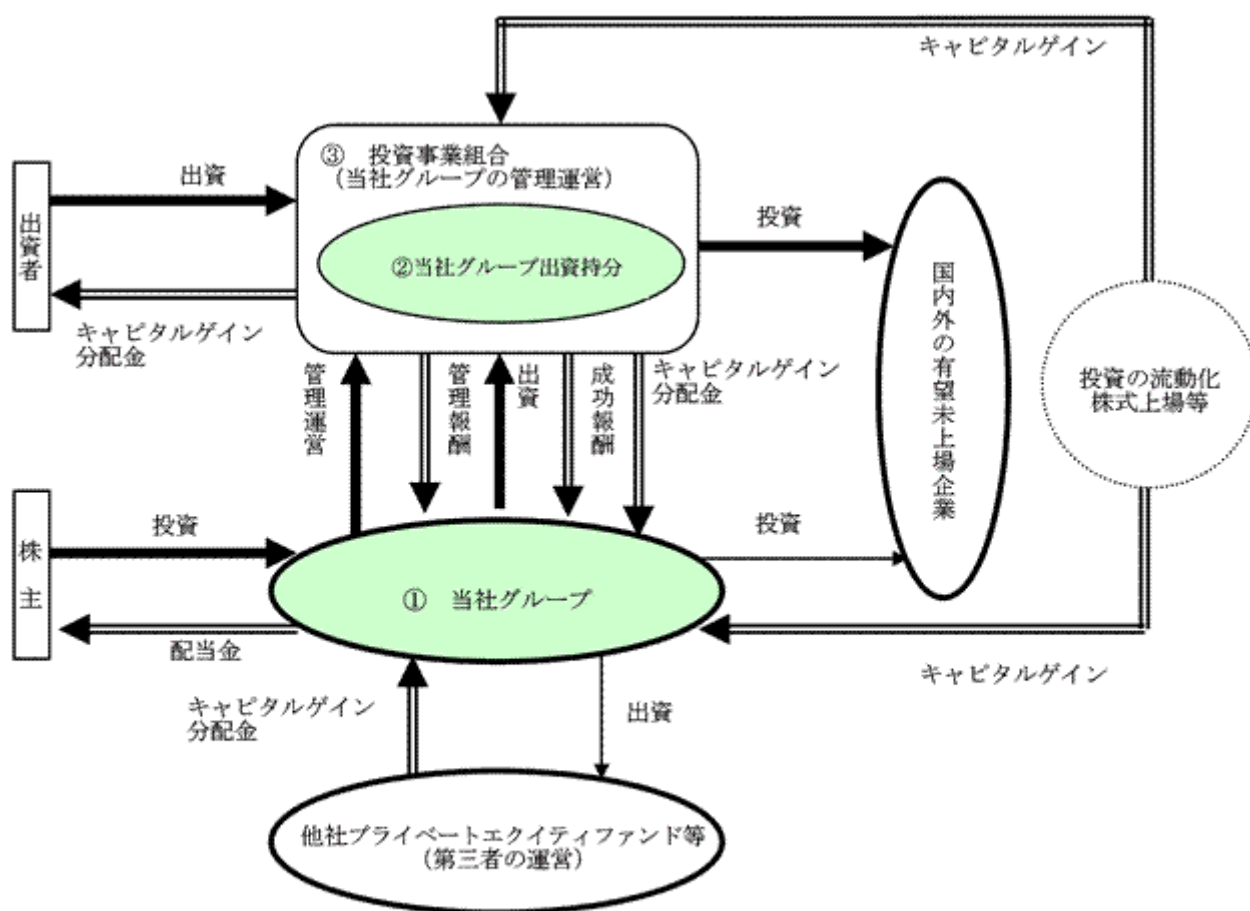 キャピタルゲイン
③ 投資事業組合
（当社グループの管理運営）
出資
出資者
②当社グループ出資持分
投資
キャピタルゲイン
分配金
国内外の有望未上場企業
投資の流動化
株式上場等
管理運営
管理報酬
出資
成功報酬
キャピタルゲイン
分配金
株主
投資
① 当社グループ
投資
配当金
キャピタルゲイン
キャピタルゲイン
分配金
出資
他社プライベートエクイティファンド等
（第三者の運営）